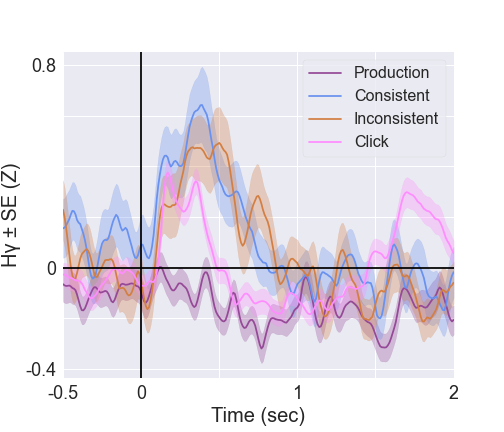 Production
Consistent
Inconsistent
Click
Hγ ± SE (Z)
0.8
0
-0.4
-0.5
0
1
2
Time (sec)